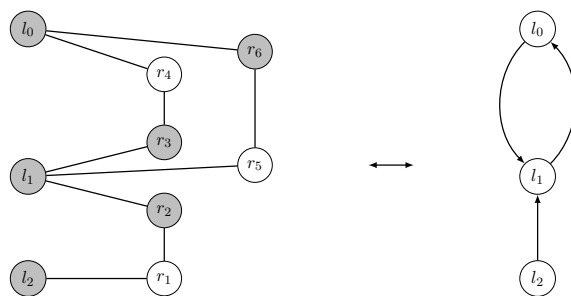 l₀
r₆
r₄
r₃
l₁
r₅
r₂
l₂
r₁
l₀
l₁
l₂